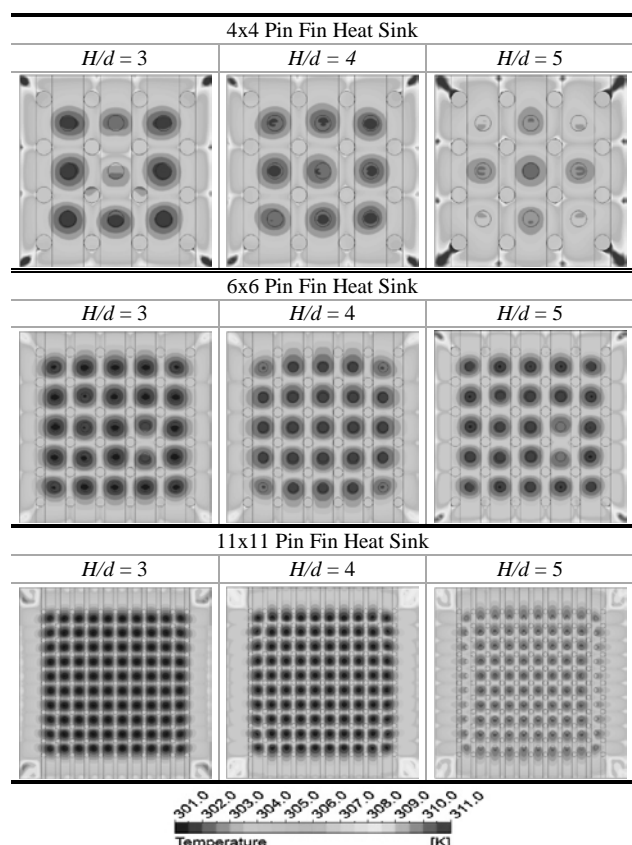 4x4 Pin Fin Heat Sink
H/d = 3 H/d = 4 H/d = 5
6x6 Pin Fin Heat Sink
H/d = 3 H/d = 4 H/d = 5
11x11 Pin Fin Heat Sink
H/d = 3 H/d = 4 H/d = 5
301.0 302.0 303.0 304.0 305.0 306.0 307.0 308.0 309.0 310.0 311.0
Temperature [K]